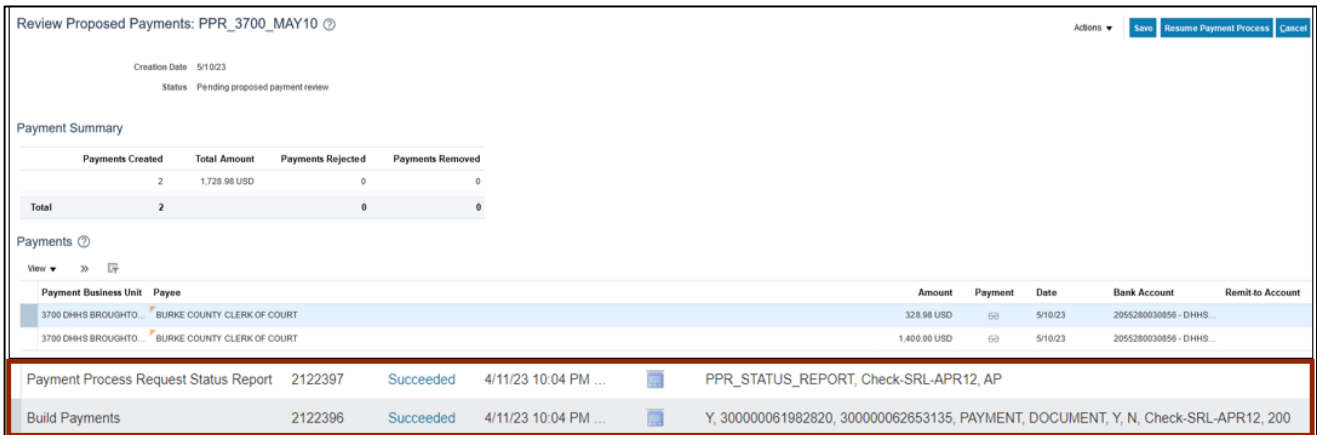 Review Proposed Payments: PPR_3700_MAY10
Actions Save Resume Payment Process Cancel
Creation Date 5/10/23
Status Pending proposed payment review
Payment Summary
Payments Created Total Amount Payments Rejected Payments Removed
2 1,728.98 USD 0 0
Total 2 0 0
Payments
View »
Payment Business Unit Payee Amount Payment Date Bank Account Remit-to Account
3700 DHHS BROUGHTO... BURKE COUNTY CLERK OF COURT 328.98 USD 5/10/23 2055280030856 - DHHS...
3700 DHHS BROUGHTO... BURKE COUNTY CLERK OF COURT 1,400.00 USD 5/10/23 2055280030856 - DHHS...
Payment Process Request Status Report 2122397 Succeeded 4/11/23 10:04 PM ... PPR_STATUS_REPORT, Check-SRL-APR12, AP
Build Payments 2122396 Succeeded 4/11/23 10:04 PM ... Y, 300000061982820, 300000062653135, PAYMENT, DOCUMENT, Y, N, Check-SRL-APR12, 200